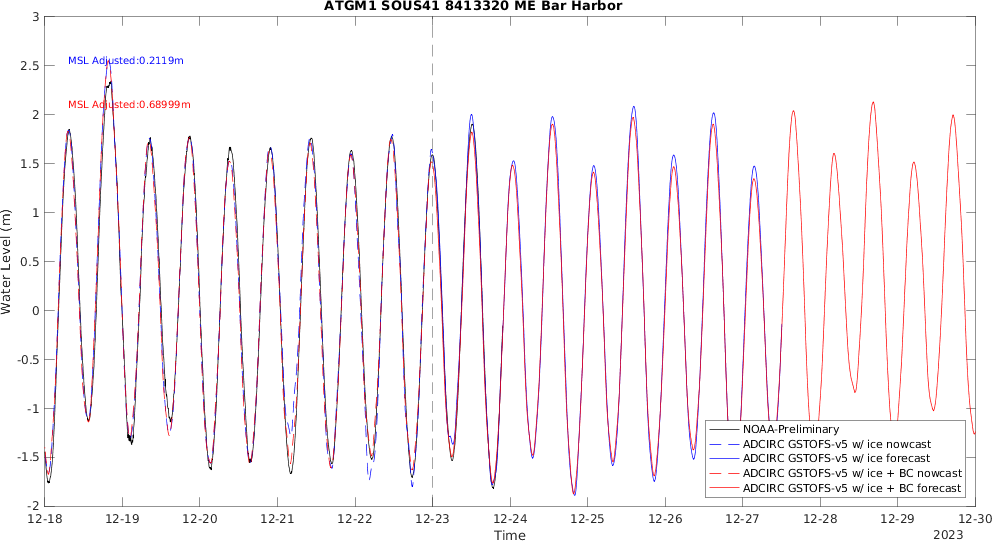 ATGM1 SOUS41 8413320 ME Bar Harbor
3
2.5
2
1.5
1
0.5
0
-0.5
-1
-1.5
-2
Water Level (m)
MSL Adjusted:0.2119m
MSL Adjusted:0.68999m
NOAA-Preliminary
ADCIRC GSTOFS-v5 w/ ice nowcast
ADCIRC GSTOFS-v5 w/ ice forecast
ADCIRC GSTOFS-v5 w/ ice + BC nowcast
ADCIRC GSTOFS-v5 w/ ice + BC forecast
12-18 12-19 12-20 12-21 12-22 12-23 12-24 12-25 12-26 12-27 12-28 12-29 12-30
Time
2023